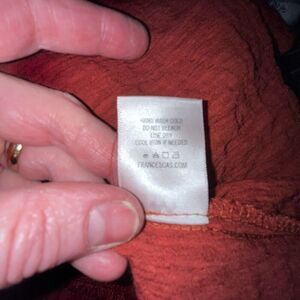 HAND WASH COLD
DO NOT BLEACH
LINE DRY
COOL IRON IF NEEDED
FRANCESCAS.COM